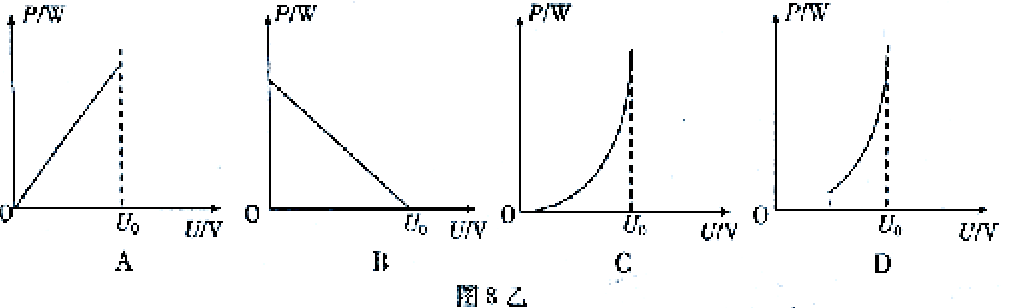 P/W P/W P/W P/W
O U₀ U/V O U₀ U/V O U₀ U/V O U₀ U/V
A B C D
图 8 乙